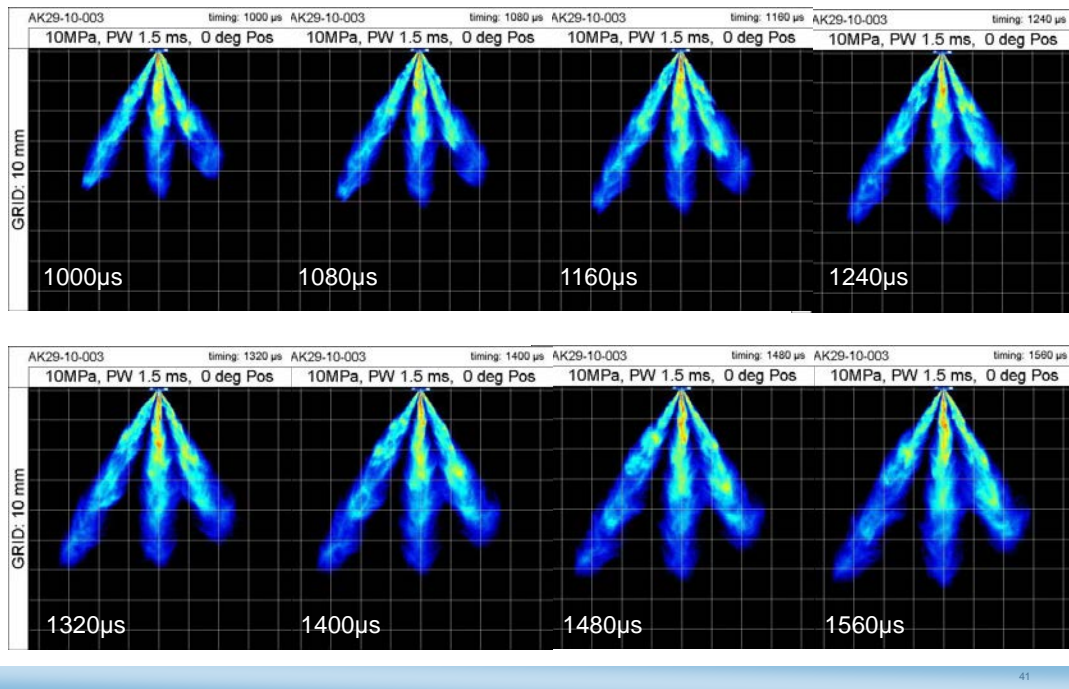 AK29-10-003 timing: 1000 µs AK29-10-003 timing: 1080 µs AK29-10-003 timing: 1160 µs AK29-10-003 timing: 1240 µs
10MPa, PW 1.5 ms, 0 deg Pos 10MPa, PW 1.5 ms, 0 deg Pos 10MPa, PW 1.5 ms, 0 deg Pos 10MPa, PW 1.5 ms, 0 deg Pos
GRID: 10 mm
1000µs 1080µs 1160µs 1240µs
AK29-10-003 timing: 1320 µs AK29-10-003 timing: 1400 µs AK29-10-003 timing: 1480 µs AK29-10-003 timing: 1560 µs
10MPa, PW 1.5 ms, 0 deg Pos 10MPa, PW 1.5 ms, 0 deg Pos 10MPa, PW 1.5 ms, 0 deg Pos 10MPa, PW 1.5 ms, 0 deg Pos
GRID: 10 mm
1320µs 1400µs 1480µs 1560µs
41